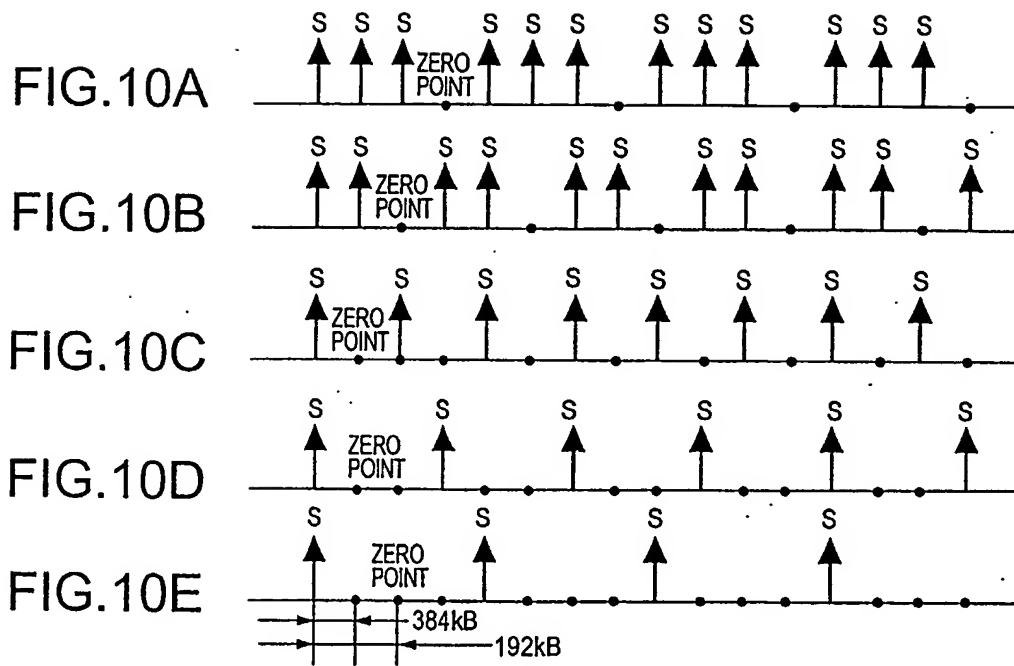 S S S S S S S S S S S S
FIG.10A
ZERO
POINT
S S S S S S S S S S S
FIG.10B
ZERO
POINT
S S S S S S S S
FIG.10C
ZERO
POINT
S S S S S S
FIG.10D
ZERO
POINT
S S S S
FIG.10E
ZERO
POINT
384kB
192kB